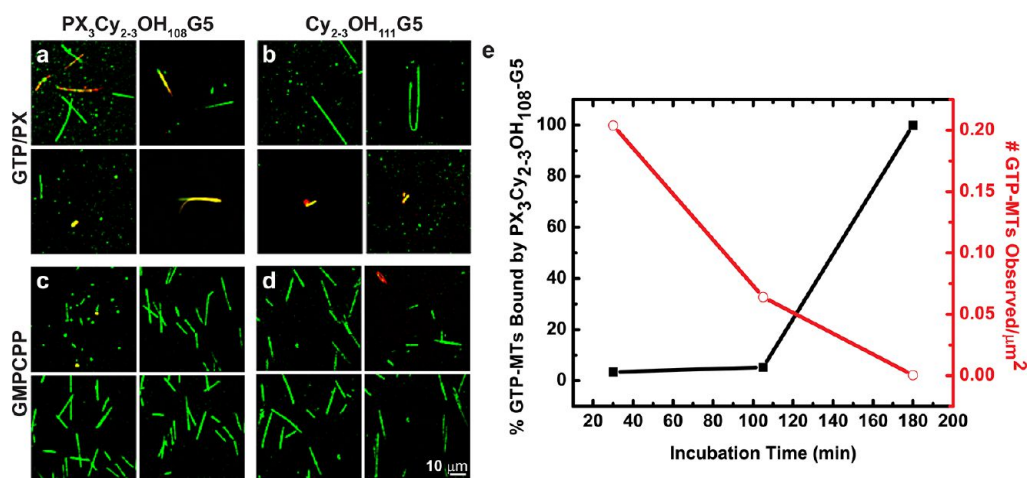 PX3Cy2-3OH108G5
Cy2-3OH111G5
a
b
GTP/PX
c
d
GMPCPP
10 μm
e
% GTP-MTs Bound by PX3Cy2-3OH108-G5
100
80
60
40
20
0
20 40 60 80 100 120 140 160 180 200
Incubation Time (min)
0.20
0.15
0.10
0.05
0.00
# GTP-MTs Observed/μm2